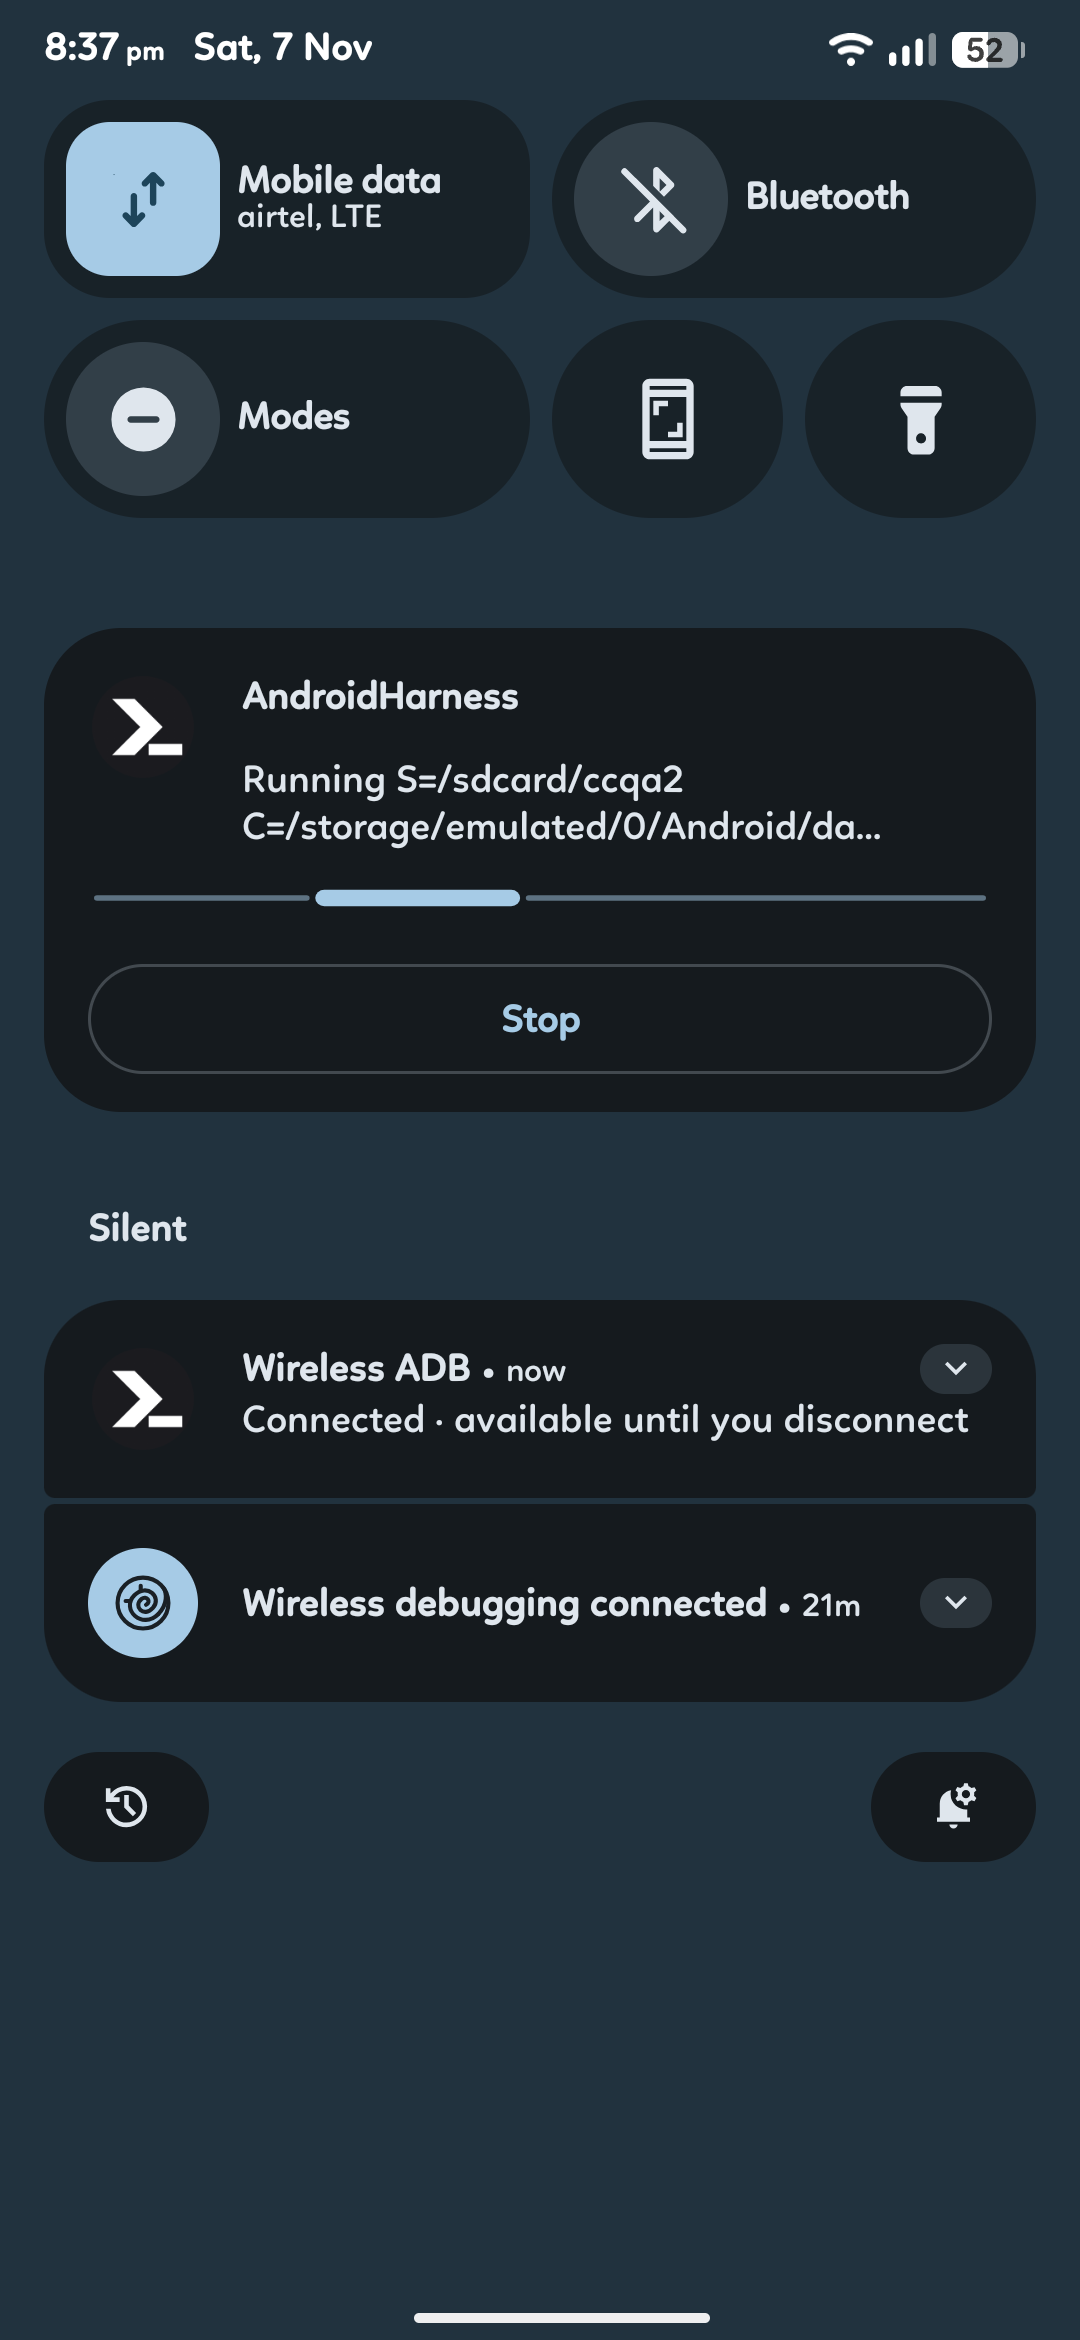 8:37 pm Sat, 7 Nov 52
Mobile data
airtel, LTE
Bluetooth
Modes
AndroidHarness
Running S=/sdcard/ccqa2
C=/storage/emulated/0/Android/da...
Stop
Silent
Wireless ADB • now
Connected · available until you disconnect
Wireless debugging connected • 21m